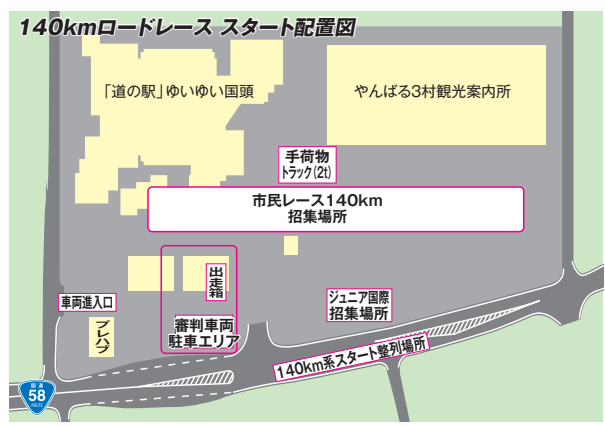 140kmロードレース スタート配置図
「道の駅」ゆいゆい国頭
やんばる3村観光案内所
手荷物
トラック(2t)
市民レース140km
招集場所
出走箱
車両進入口
ジュニア国際
招集場所
プレハブ
審判車両
駐車エリア
140km系スタート整列場所
国道
58
ROUTE